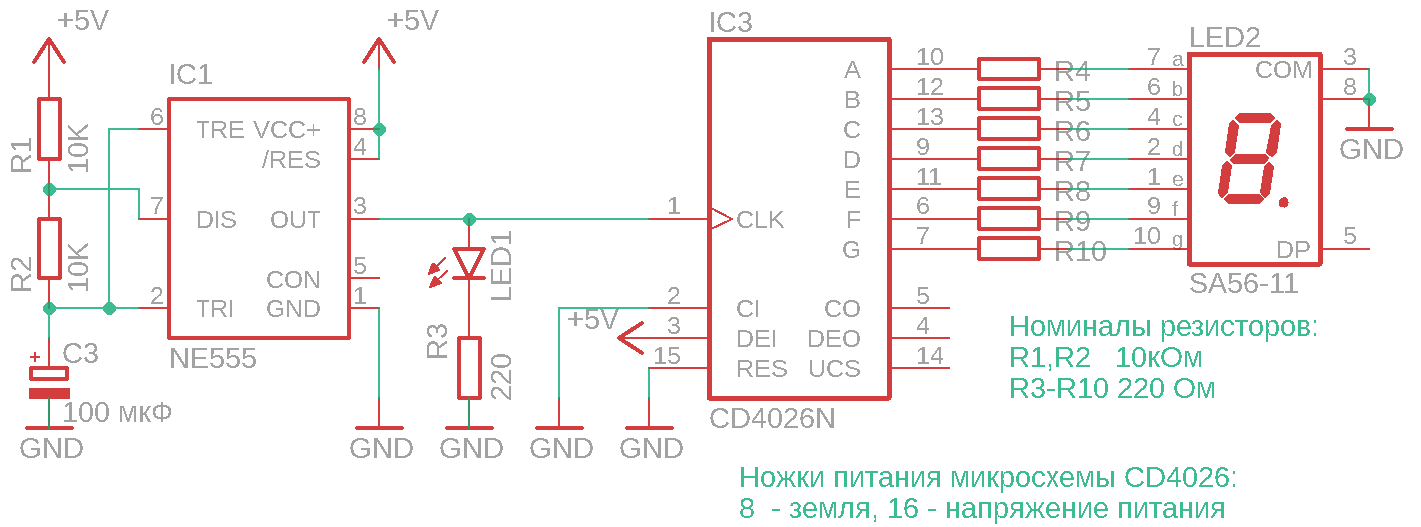 +5V
+5V
IC1
R1
10K
R2
10K
6
7
2
TRE VCC+
/RES
DIS OUT
CON
TRI GND
8
4
3
5
1
NE555
+ C3
100 мкФ
GND
GND
LED1
R3
220
GND
GND
GND
+5V
IC3
1
2
3
15
CLK
CI
DEI
RES
A
B
C
D
E
F
G
CO
DEO
UCS
10
12
13
9
11
6
7
5
4
14
CD4026N
R4
R5
R6
R7
R8
R9
R10
7 a
6 b
4 c
2 d
1 e
9 f
10 g
LED2
COM
DP
3
8
5
GND
SA56-11
Номиналы резисторов:
R1,R2 10кОм
R3-R10 220 Ом
Ножки питания микросхемы CD4026:
8 - земля, 16 - напряжение питания